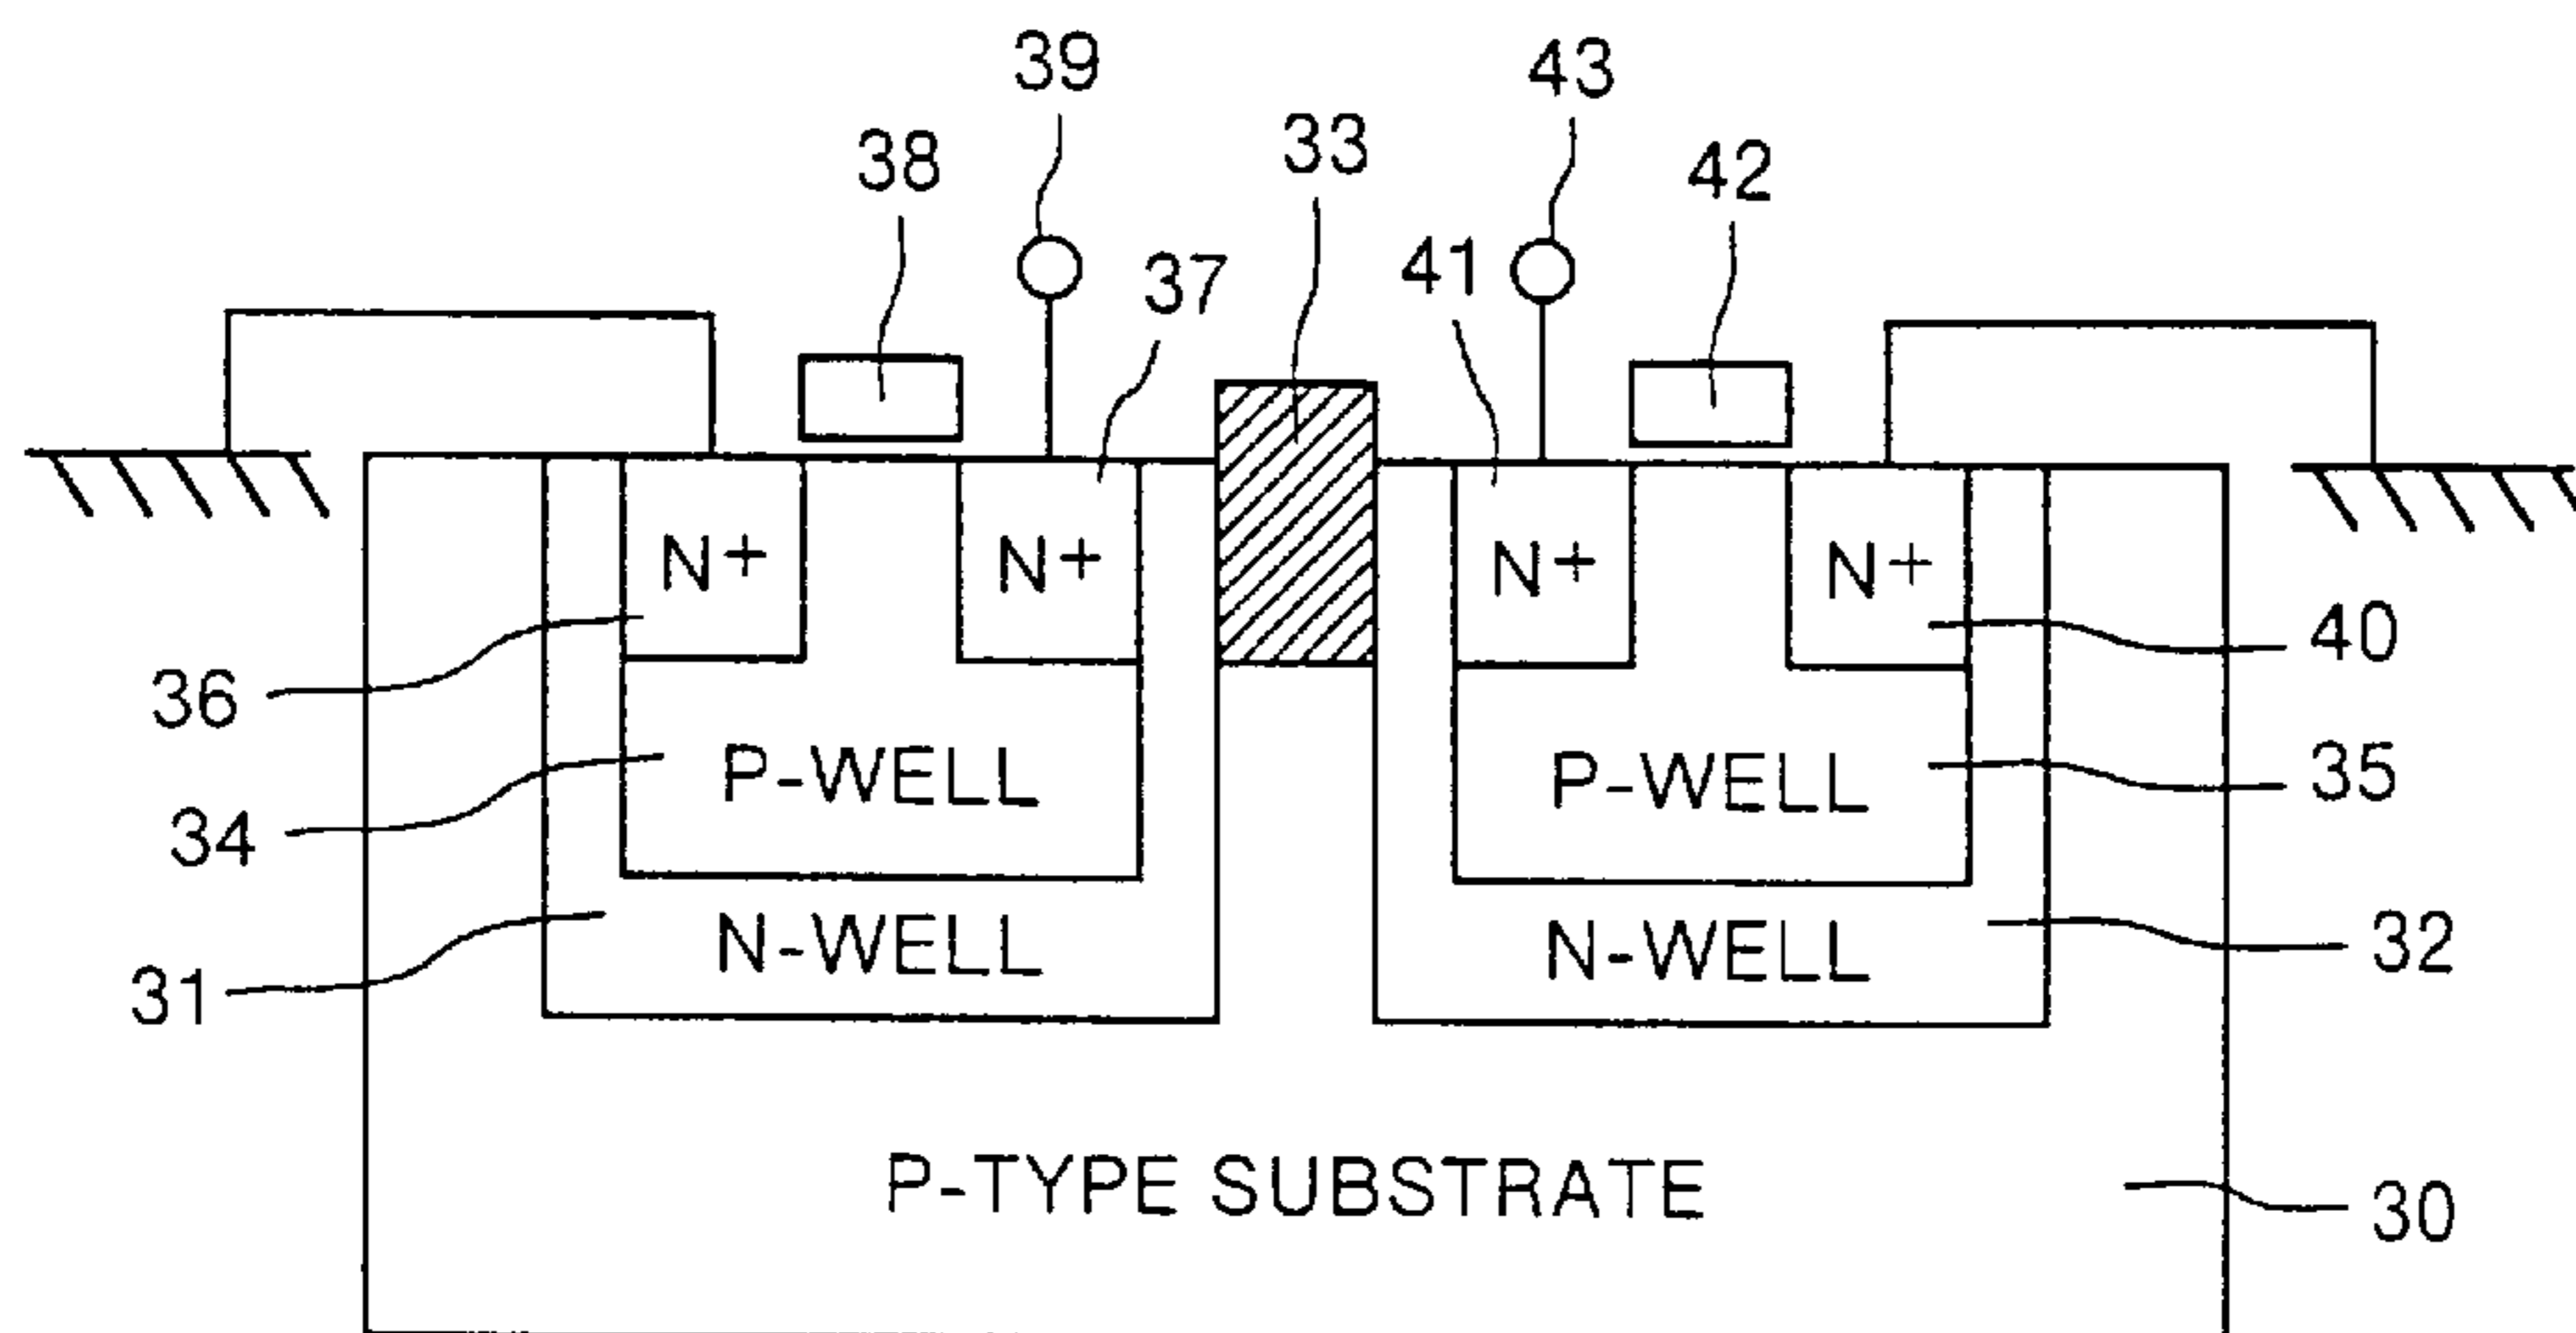 39 43
38 33 42
37 41
N+ N+ N+ N+
36 40
P-WELL P-WELL
34 35
N-WELL N-WELL
31 32
P-TYPE SUBSTRATE
30